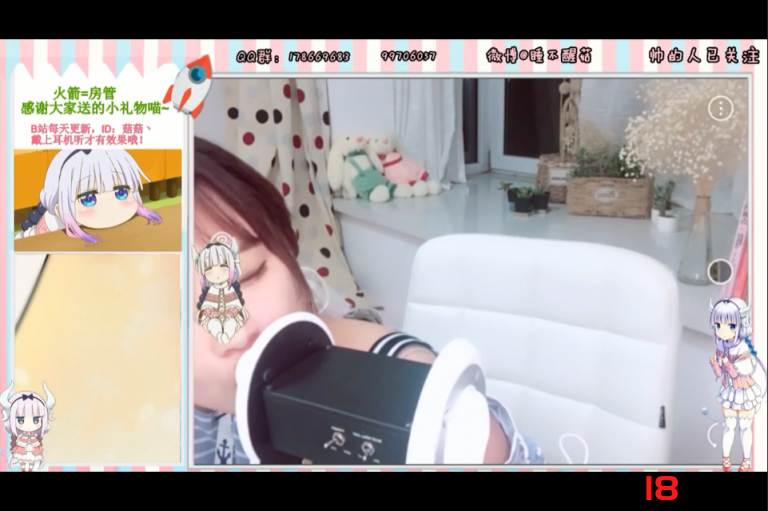 QQ群：178669683 99706037 微博@睡不醒菇 帅的人已关注
火箭=房管
感谢大家送的小礼物喵~
B站每天更新，ID：菇菇丶
戴上耳机听才有效果哦！
18